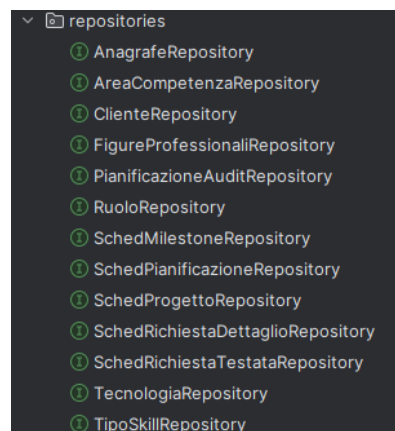 repositories
AnagrafeRepository
AreaCompetenzaRepository
ClienteRepository
FigureProfessionaliRepository
PianificazioneAuditRepository
RuoloRepository
SchedMilestoneRepository
SchedPianificazioneRepository
SchedProgettoRepository
SchedRichiestaDettaglioRepository
SchedRichiestaTestataRepository
TecnologiaRepository
TipoSkillRepository